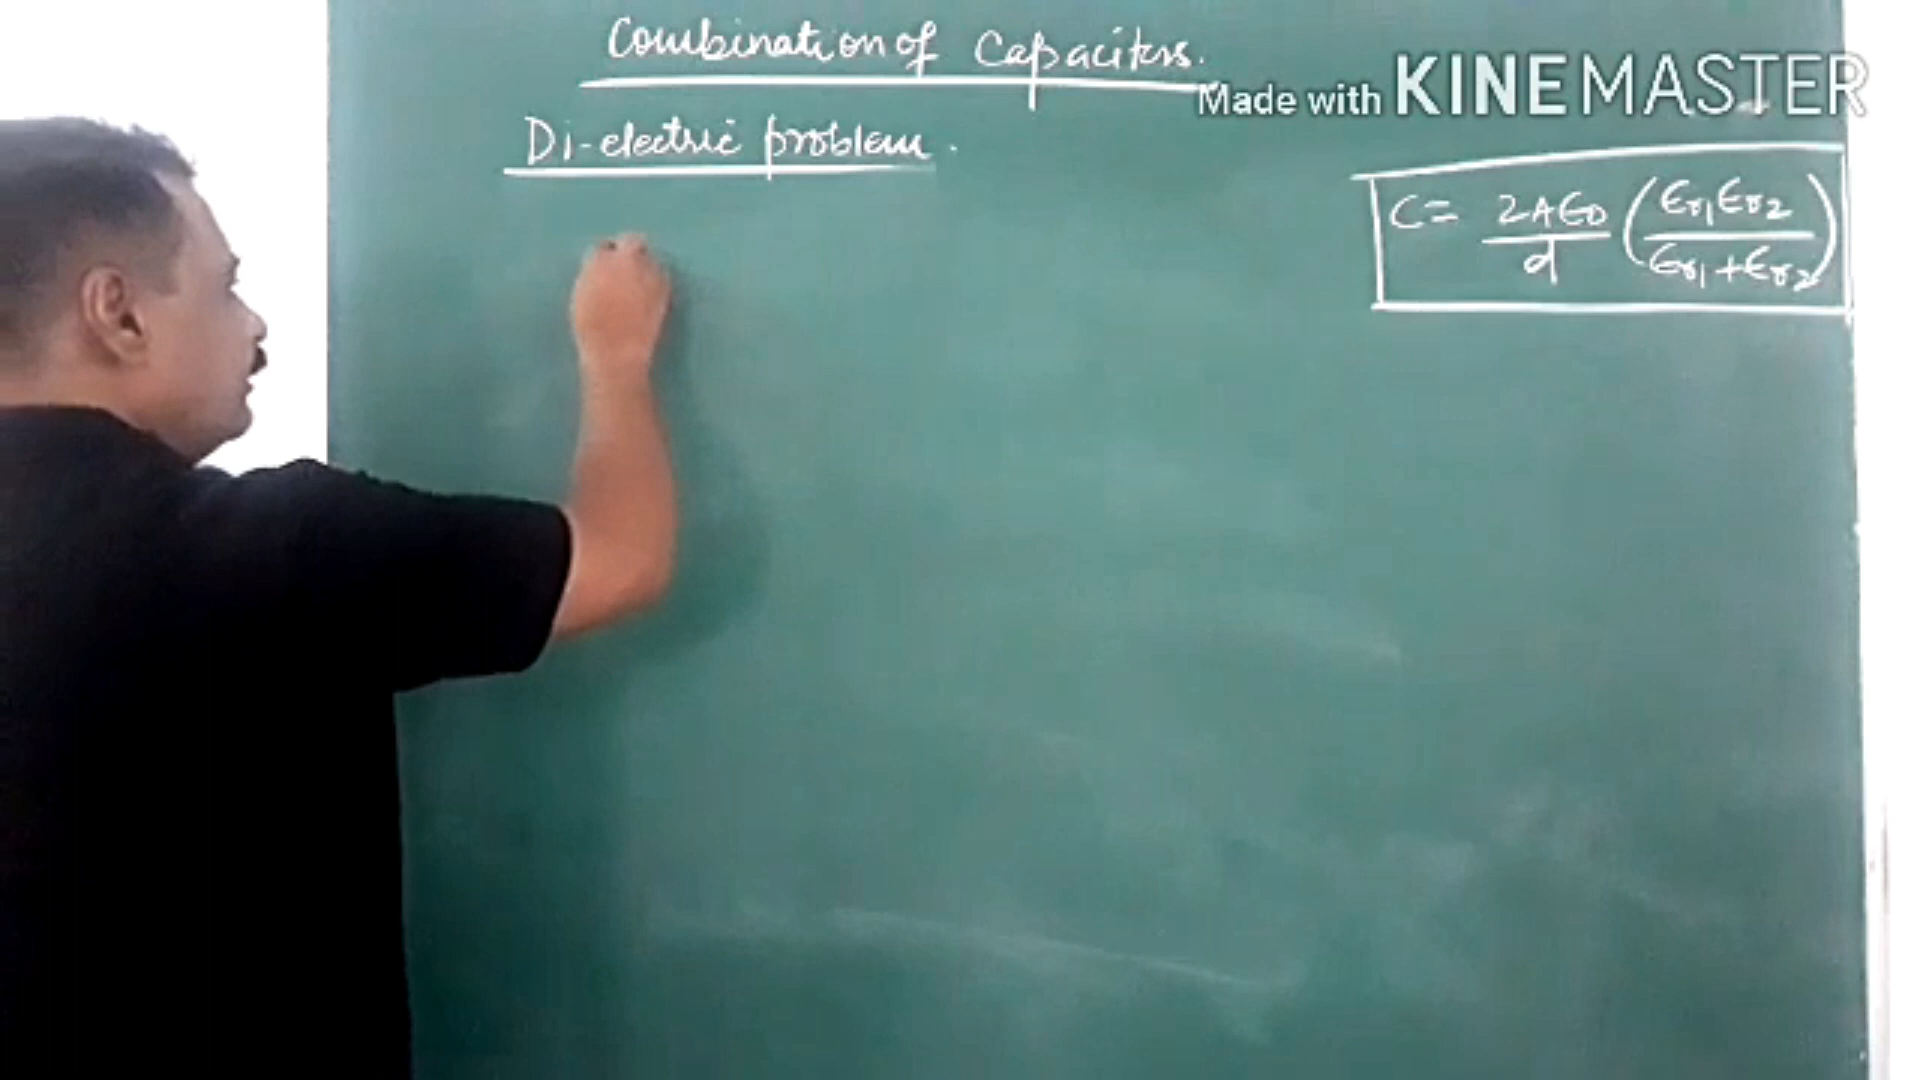 Combination of Capacitors.
Made with KINEMASTER
Di-electric problem.
C = 2Aϵ0/d (ϵr1ϵr2/ϵr1+ϵr2)